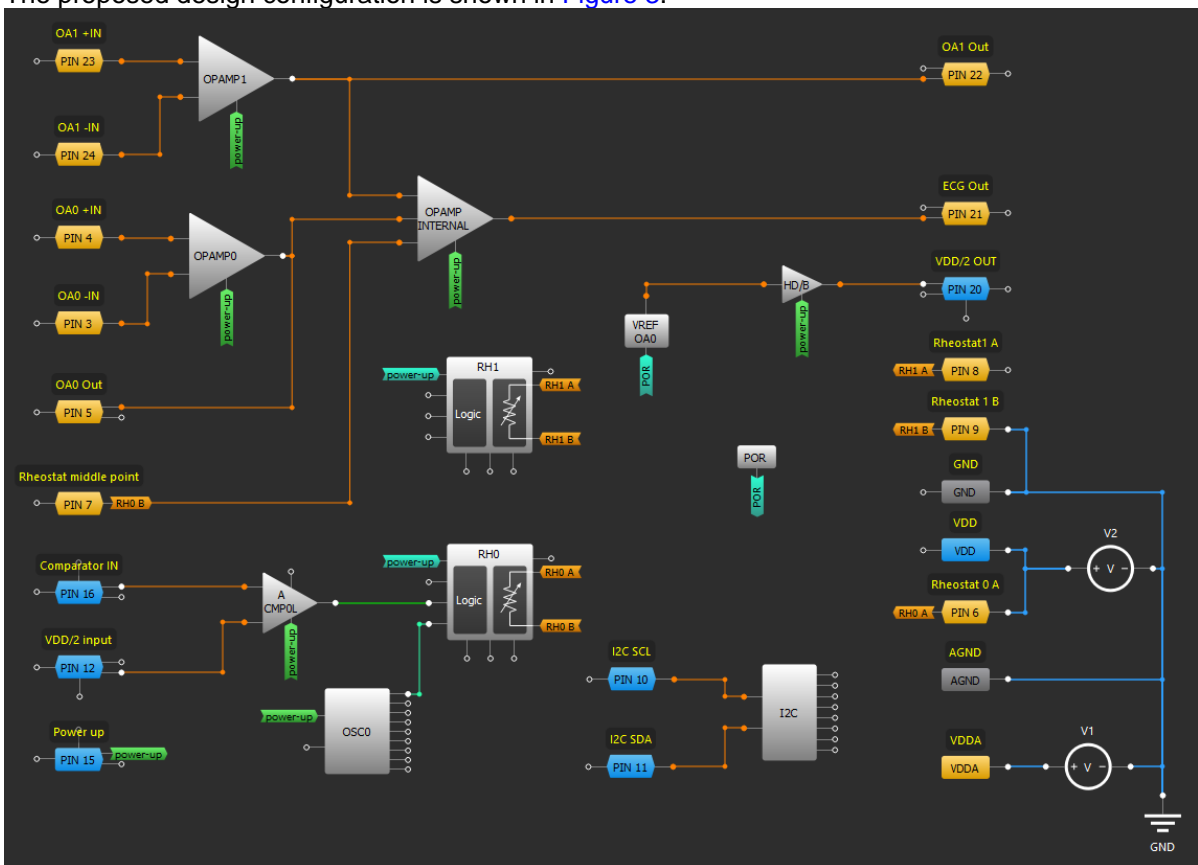 The proposed design configuration is shown in Figure 3.
OA1 +IN
PIN 23
OPAMP1
power-up
OA1 Out
PIN 22
OA1 -IN
PIN 24
OA0 +IN
PIN 4
OPAMP0
power-up
OPAMP
INTERNAL
power-up
ECG Out
PIN 21
OA0 -IN
PIN 3
VDD/2 OUT
PIN 20
HD/B
power-up
VREF
OA0
POR
OA0 Out
PIN 5
RH1
power-up
Logic
RH1 A
RH1 B
Rheostat1 A
RH1 A
PIN 8
Rheostat 1 B
RH1 B
PIN 9
POR
POR
GND
GND
Rheostat middle point
PIN 7
RH0 B
VDD
VDD
V2
+ V -
Comparator IN
PIN 16
A
CMP0L
power-up
RH0
power-up
Logic
RH0 A
RH0 B
Rheostat 0 A
RH0 A
PIN 6
VDD/2 input
PIN 12
I2C SCL
PIN 10
I2C
AGND
AGND
Power up
PIN 15
power-up
power-up
OSC0
I2C SDA
PIN 11
VDDA
VDDA
V1
+ V -
GND